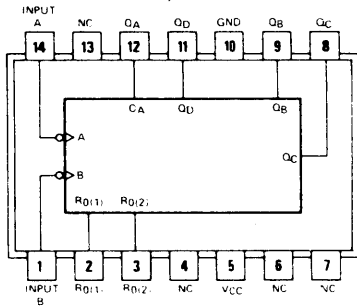 INPUT
A NC QA QD GND QB QC
14 13 12 11 10 9 8
CA QD QB
A
QC
B
R0(1) R0(2)
1 2 3 4 5 6 7
INPUT R0(1) R0(2) NC VCC NC NC
B